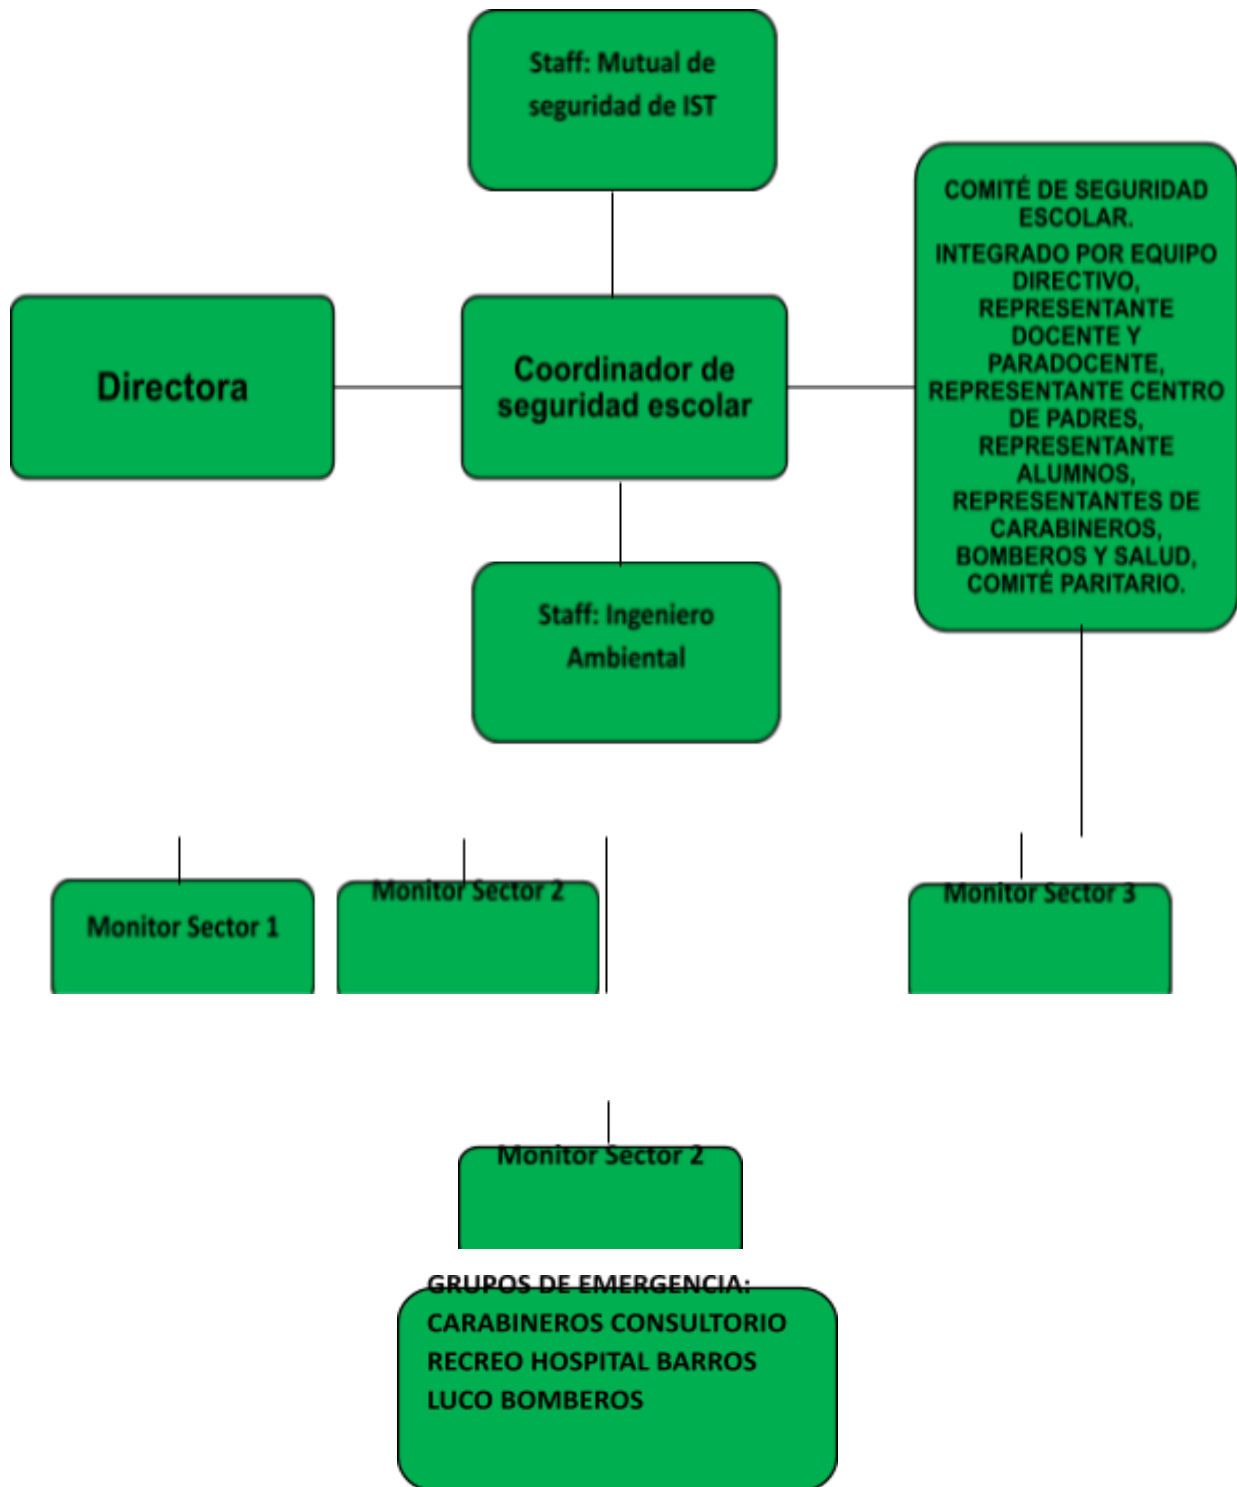 Staff: Mutual de
seguridad de IST
Directora
Coordinador de
seguridad escolar
COMITÉ DE SEGURIDAD
ESCOLAR.
INTEGRADO POR EQUIPO
DIRECTIVO,
REPRESENTANTE
DOCENTE Y
PARADOCENTE,
REPRESENTANTE CENTRO
DE PADRES,
REPRESENTANTE
ALUMNOS,
REPRESENTANTES DE
CARABINEROS,
BOMBEROS Y SALUD,
COMITÉ PARITARIO.
Staff: Ingeniero
Ambiental
Monitor Sector 1
Monitor Sector 2
Monitor Sector 3
Monitor Sector 2
GRUPOS DE EMERGENCIA:
CARABINEROS CONSULTORIO
RECREO HOSPITAL BARROS
LUCO BOMBEROS